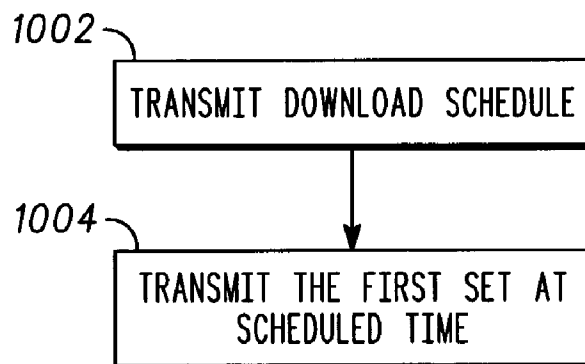 1002
TRANSMIT DOWNLOAD SCHEDULE
1004
TRANSMIT THE FIRST SET AT
SCHEDULED TIME